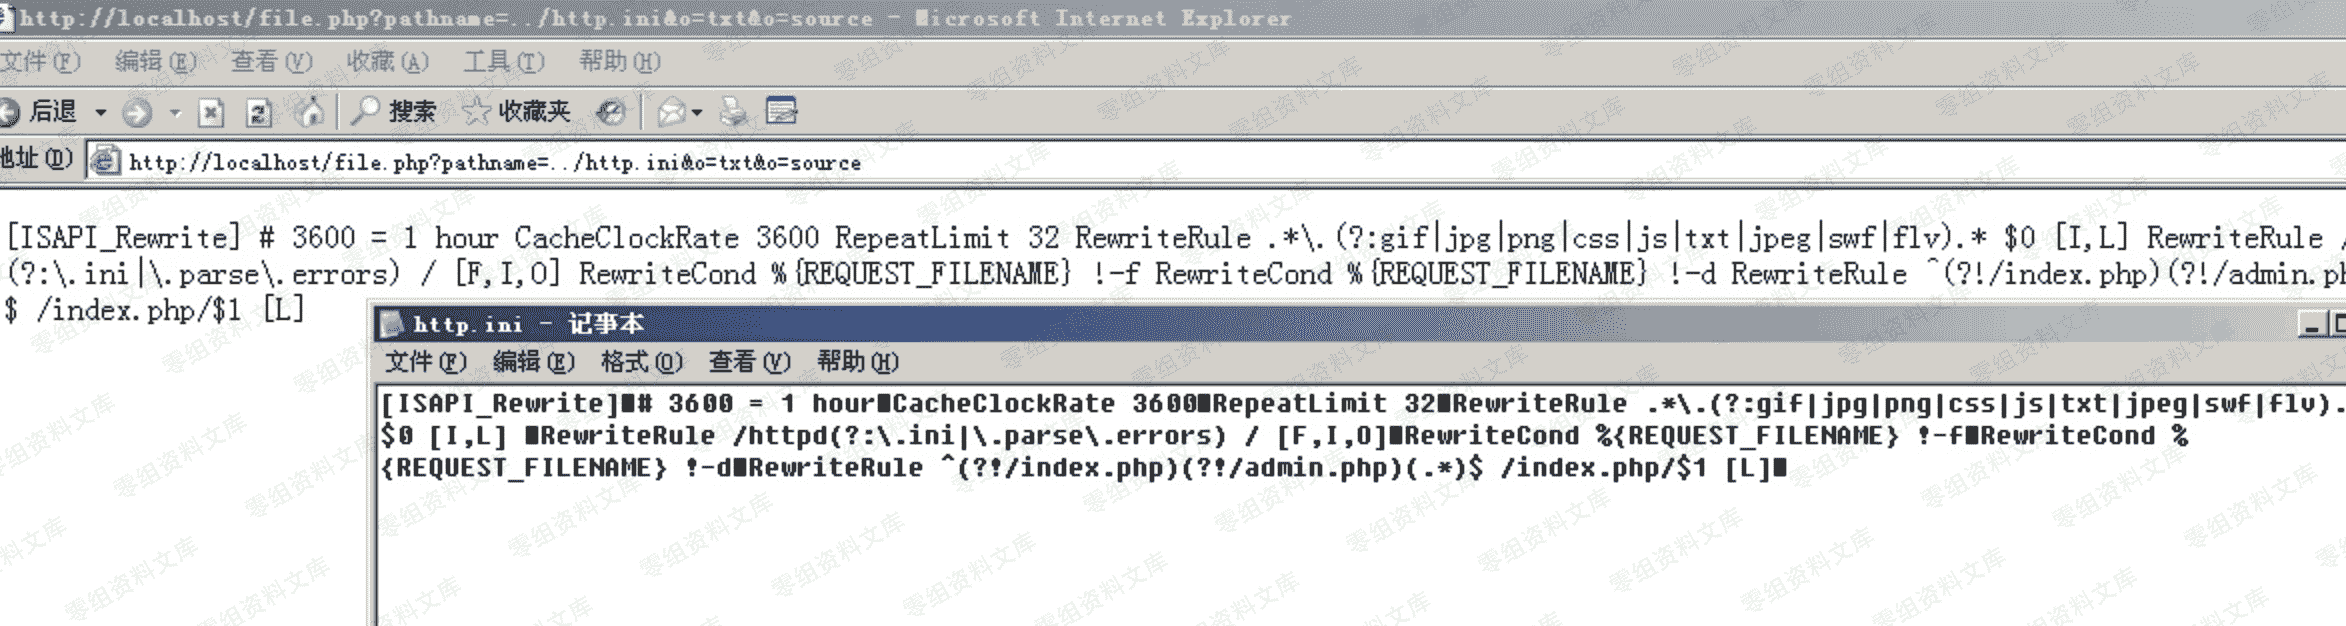 http://localhost/file.php?pathname=../http.ini&o=txt&o=source - Microsoft Internet Explorer
文件(F) 编辑(E) 查看(V) 收藏(A) 工具(T) 帮助(H)
后退 搜索 收藏夹
地址(D) http://localhost/file.php?pathname=../http.ini&o=txt&o=source
[ISAPI_Rewrite] # 3600 = 1 hour CacheClockRate 3600 RepeatLimit 32 RewriteRule .*\.(?:gif|jpg|png|css|js|txt|jpeg|swf|flv).* $0 [I,L] RewriteRule /
(?:\.ini|\.parse\.errors) / [F,I,O] RewriteCond %{REQUEST_FILENAME} !-f RewriteCond %{REQUEST_FILENAME} !-d RewriteRule ^(?!/index.php)(?!/admin.ph
$ /index.php/$1 [L]
http.ini - 记事本
文件(F) 编辑(E) 格式(O) 查看(V) 帮助(H)
[ISAPI_Rewrite]■# 3600 = 1 hour■CacheClockRate 3600■RepeatLimit 32■RewriteRule .*\.(?:gif|jpg|png|css|js|txt|jpeg|swf|flv).
$0 [I,L] ■RewriteRule /httpd(?:\.ini|\.parse\.errors) / [F,I,O]■RewriteCond %{REQUEST_FILENAME} !-f■RewriteCond %
{REQUEST_FILENAME} !-d■RewriteRule ^(?!/index.php)(?!/admin.php)(.*)$ /index.php/$1 [L]■
零组资料文库